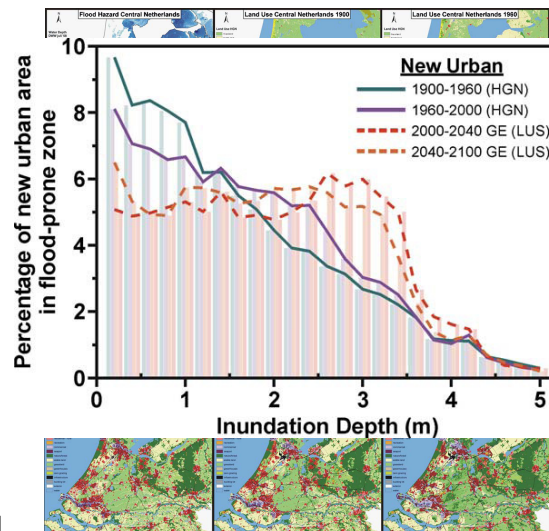 Flood Hazard Central Netherlands
Land Use Central Netherlands 1900
Land Use Central Netherlands 1960
10
8
6
4
2
0
Percentage of new urban area
in flood-prone zone
New Urban
1900-1960 (HGN)
1960-2000 (HGN)
2000-2040 GE (LUS)
2040-2100 GE (LUS)
0
1
2
3
4
5
Inundation Depth (m)